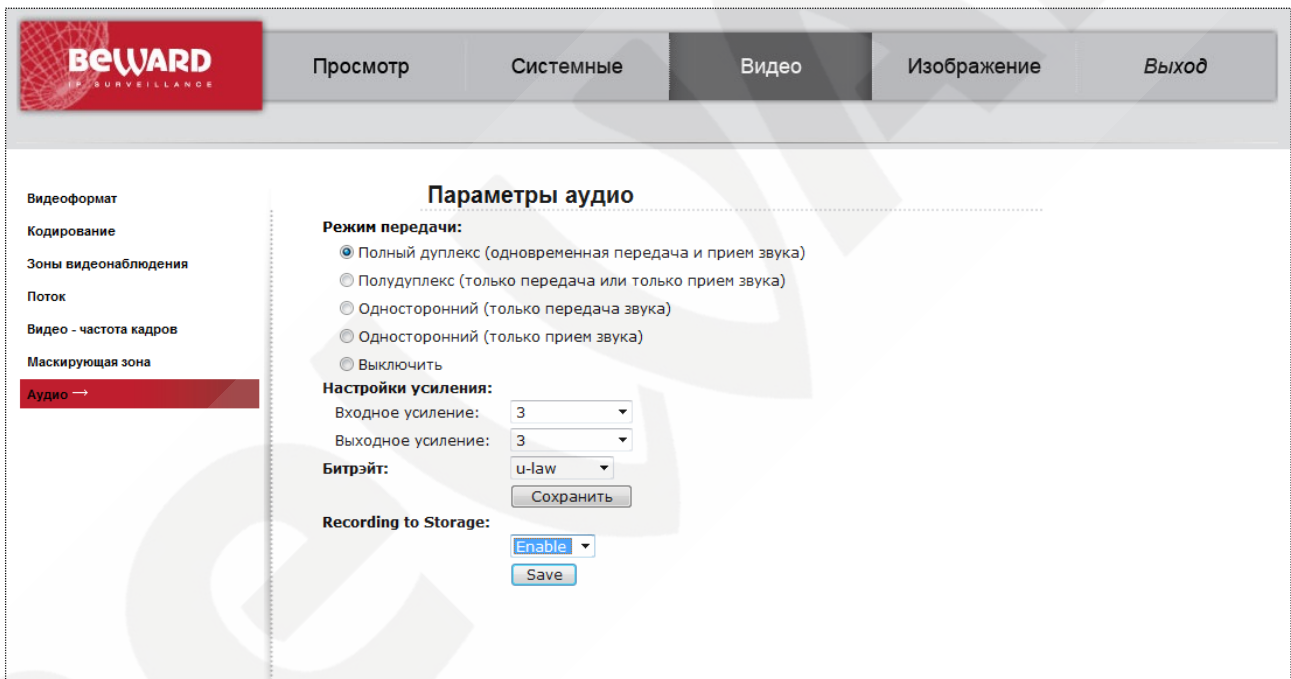 BEWARD
IP SURVEILLANCE
Просмотр
Системные
Видео
Изображение
Выход
Видеоформат
Кодирование
Зоны видеонаблюдения
Поток
Видео - частота кадров
Маскирующая зона
Аудио →
Параметры аудио
Режим передачи:
Полный дуплекс (одновременная передача и прием звука)
Полудуплекс (только передача или только прием звука)
Односторонний (только передача звука)
Односторонний (только прием звука)
Выключить
Настройки усиления:
Входное усиление: 3
Выходное усиление: 3
Битрэйт: u-law
Сохранить
Recording to Storage:
Enable
Save